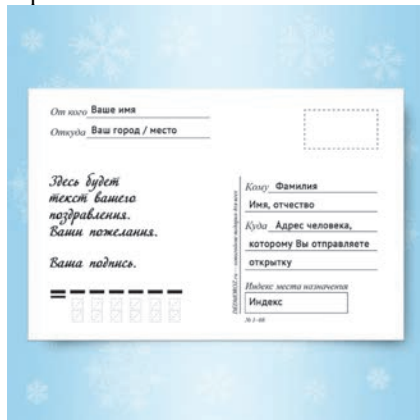 От кого Ваше имя
Откуда Ваш город / место
Здесь будет
текст вашего
поздравления.
Ваши пожелания.
Ваша подпись.
Кому Фамилия
Имя, отчество
Куда Адрес человека,
которому Вы отправляете
открытку
Индекс места назначения
Индекс